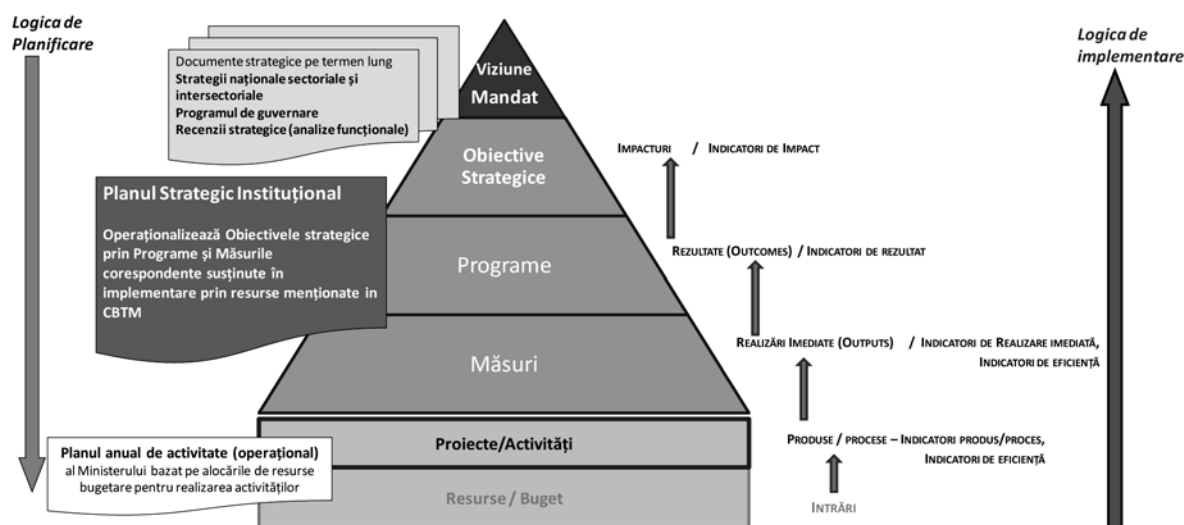 Logica de
Planificare
Documente strategice pe termen lung
Strategii naționale sectoriale și
intersectoriale
Programul de guvernare
Recenzii strategice (analize funcționale)
Planul Strategic Instituțional
Operaționalizează Obiectivele strategice
prin Programe și Măsurile
corespondente susținute în
implementare prin resurse menționate in
CBTM
Planul anual de activitate (operațional)
al Ministerului bazat pe alocările de resurse
bugetare pentru realizarea activităților
Viziune
Mandat
Obiective
Strategice
Programe
Măsuri
Proiecte/Activități
Resurse / Buget
IMPACTURI / INDICATORI DE IMPACT
REZULTATE (OUTCOMES) / INDICATORI DE REZULTAT
REALIZĂRI IMEDIATE (OUTPUTS) / INDICATORI DE REALIZARE IMEDIATĂ,
INDICATORI DE EFICIENȚĂ
PRODUSE / PROCESE – INDICATORI PRODUS/PROCES,
INDICATORI DE EFICIENȚĂ
INTRĂRI
Logica de
implementare